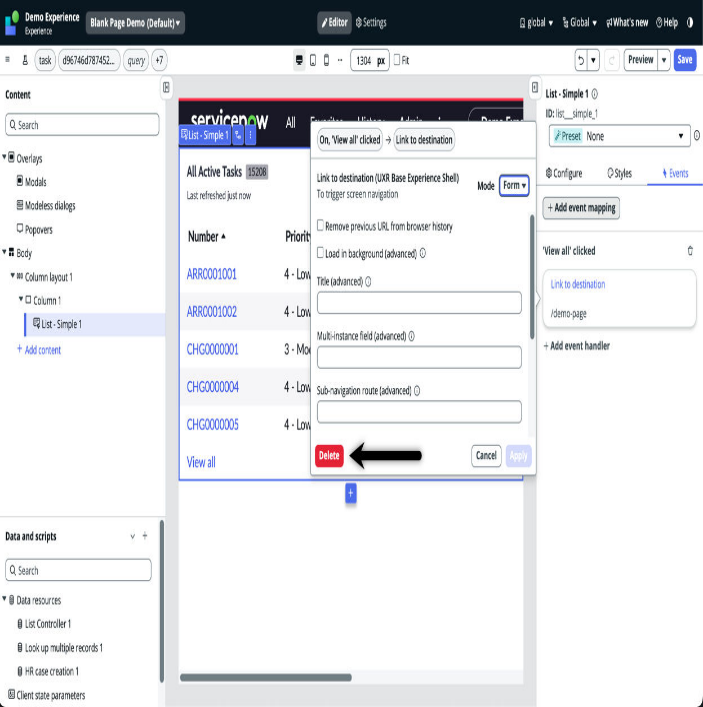 Demo Experience
Experience
Blank Page Demo (Default)
Editor
Settings
global
Global
What's new
Help
task
d96746d787452...
query
+7
1304 px
Fit
Preview
Save
Content
Search
Overlays
Modals
Modeless dialogs
Popovers
Body
Column layout 1
Column 1
List - Simple 1
+ Add content
Data and scripts
Search
Data resources
List Controller 1
Look up multiple records 1
HR case creation 1
Client state parameters
servicenow
All
Favorites
History
Admin
Demo Exp
List - Simple 1
All Active Tasks 15208
Last refreshed just now
Number
Priorit
ARR0001001
4 - Low
ARR0001002
4 - Low
CHG0000001
3 - Mo
CHG0000004
4 - Low
CHG0000005
4 - Low
View all
On, 'View all' clicked
Link to destination
Link to destination (UXR Base Experience Shell)
To trigger screen navigation
Mode
Form
Remove previous URL from browser history
Load in background (advanced)
Title (advanced)
Multi-instance field (advanced)
Sub-navigation route (advanced)
Delete
Cancel
Apply
List - Simple 1
ID: list__simple_1
Preset None
Configure
Styles
Events
+ Add event mapping
'View all' clicked
Link to destination
/demo-page
+ Add event handler